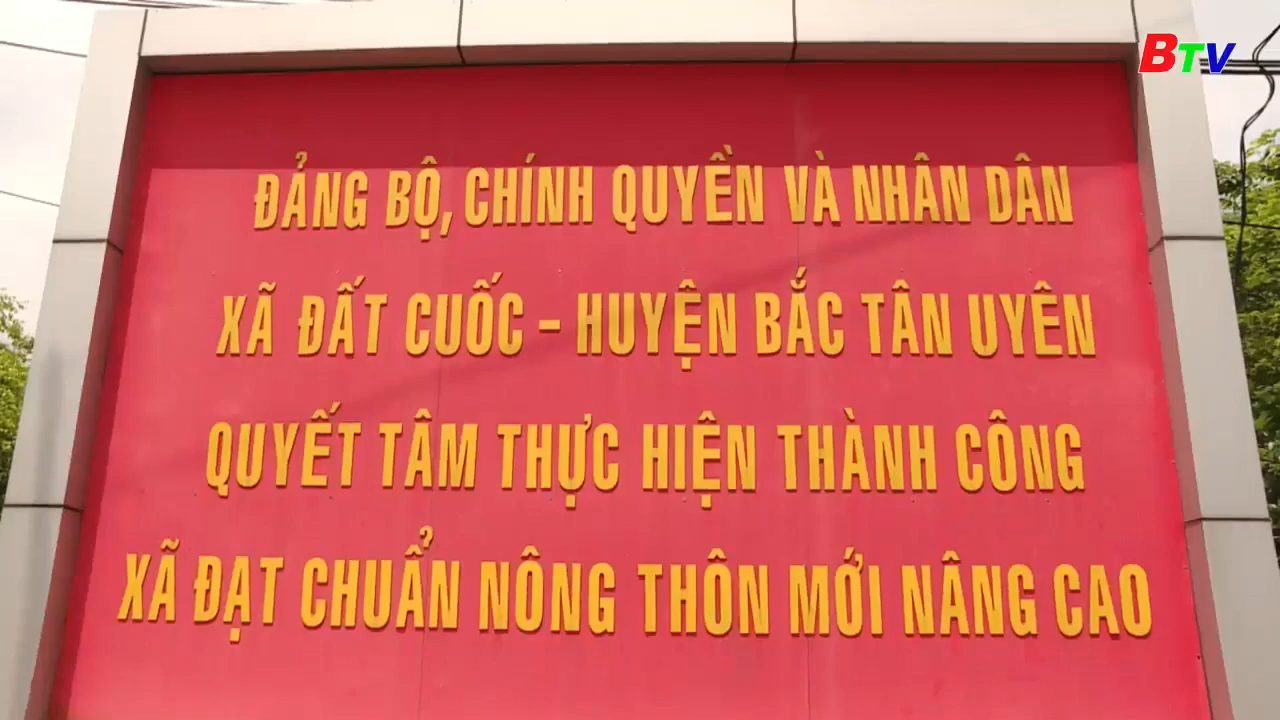 BTV
ĐẢNG BỘ, CHÍNH QUYỀN VÀ NHÂN DÂN
XÃ ĐẤT CUỐC - HUYỆN BẮC TÂN UYÊN
QUYẾT TÂM THỰC HIỆN THÀNH CÔNG
XÃ ĐẠT CHUẨN NÔNG THÔN MỚI NÂNG CAO